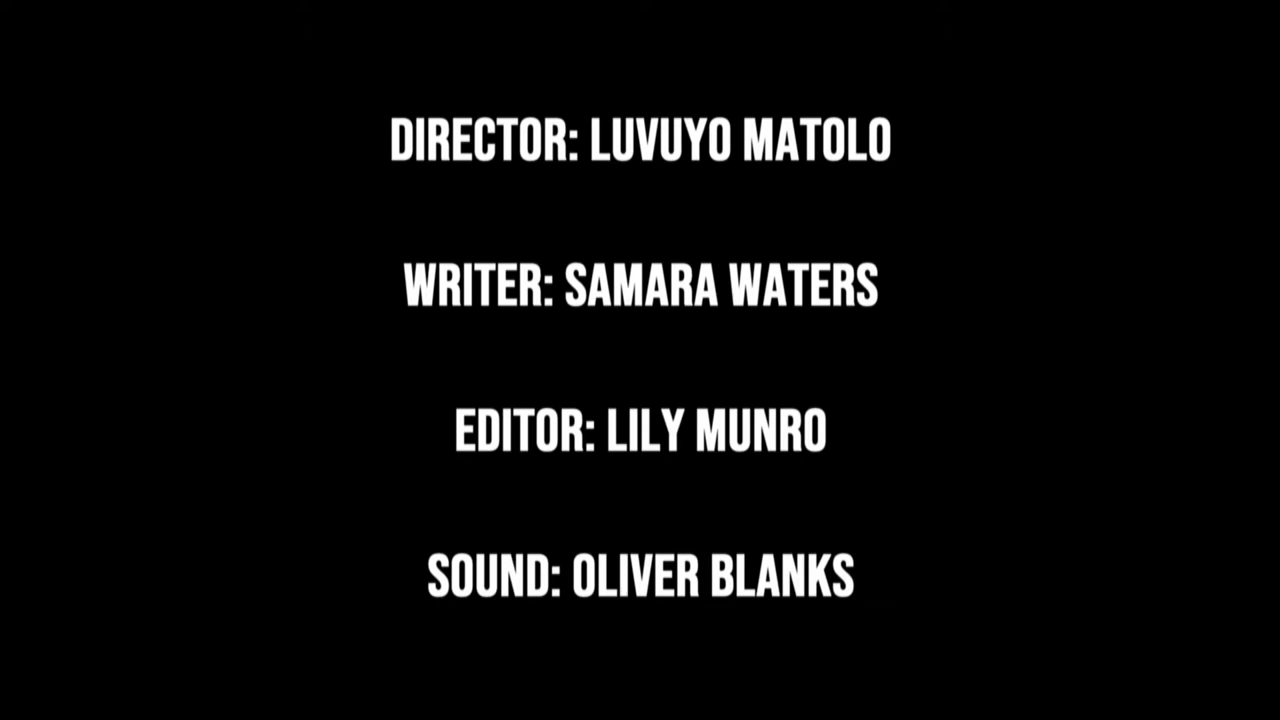 DIRECTOR: LUVUYO MATOLO
WRITER: SAMARA WATERS
EDITOR: LILY MUNRO
SOUND: OLIVER BLANKS